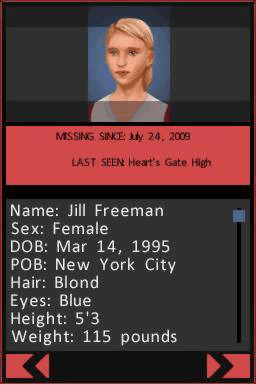 MISSING SINCE: July 24, 2009
LAST SEEN: Heart's Gate High
Name: Jill Freeman
Sex: Female
DOB: Mar 14, 1995
POB: New York City
Hair: Blond
Eyes: Blue
Height: 5'3
Weight: 115 pounds